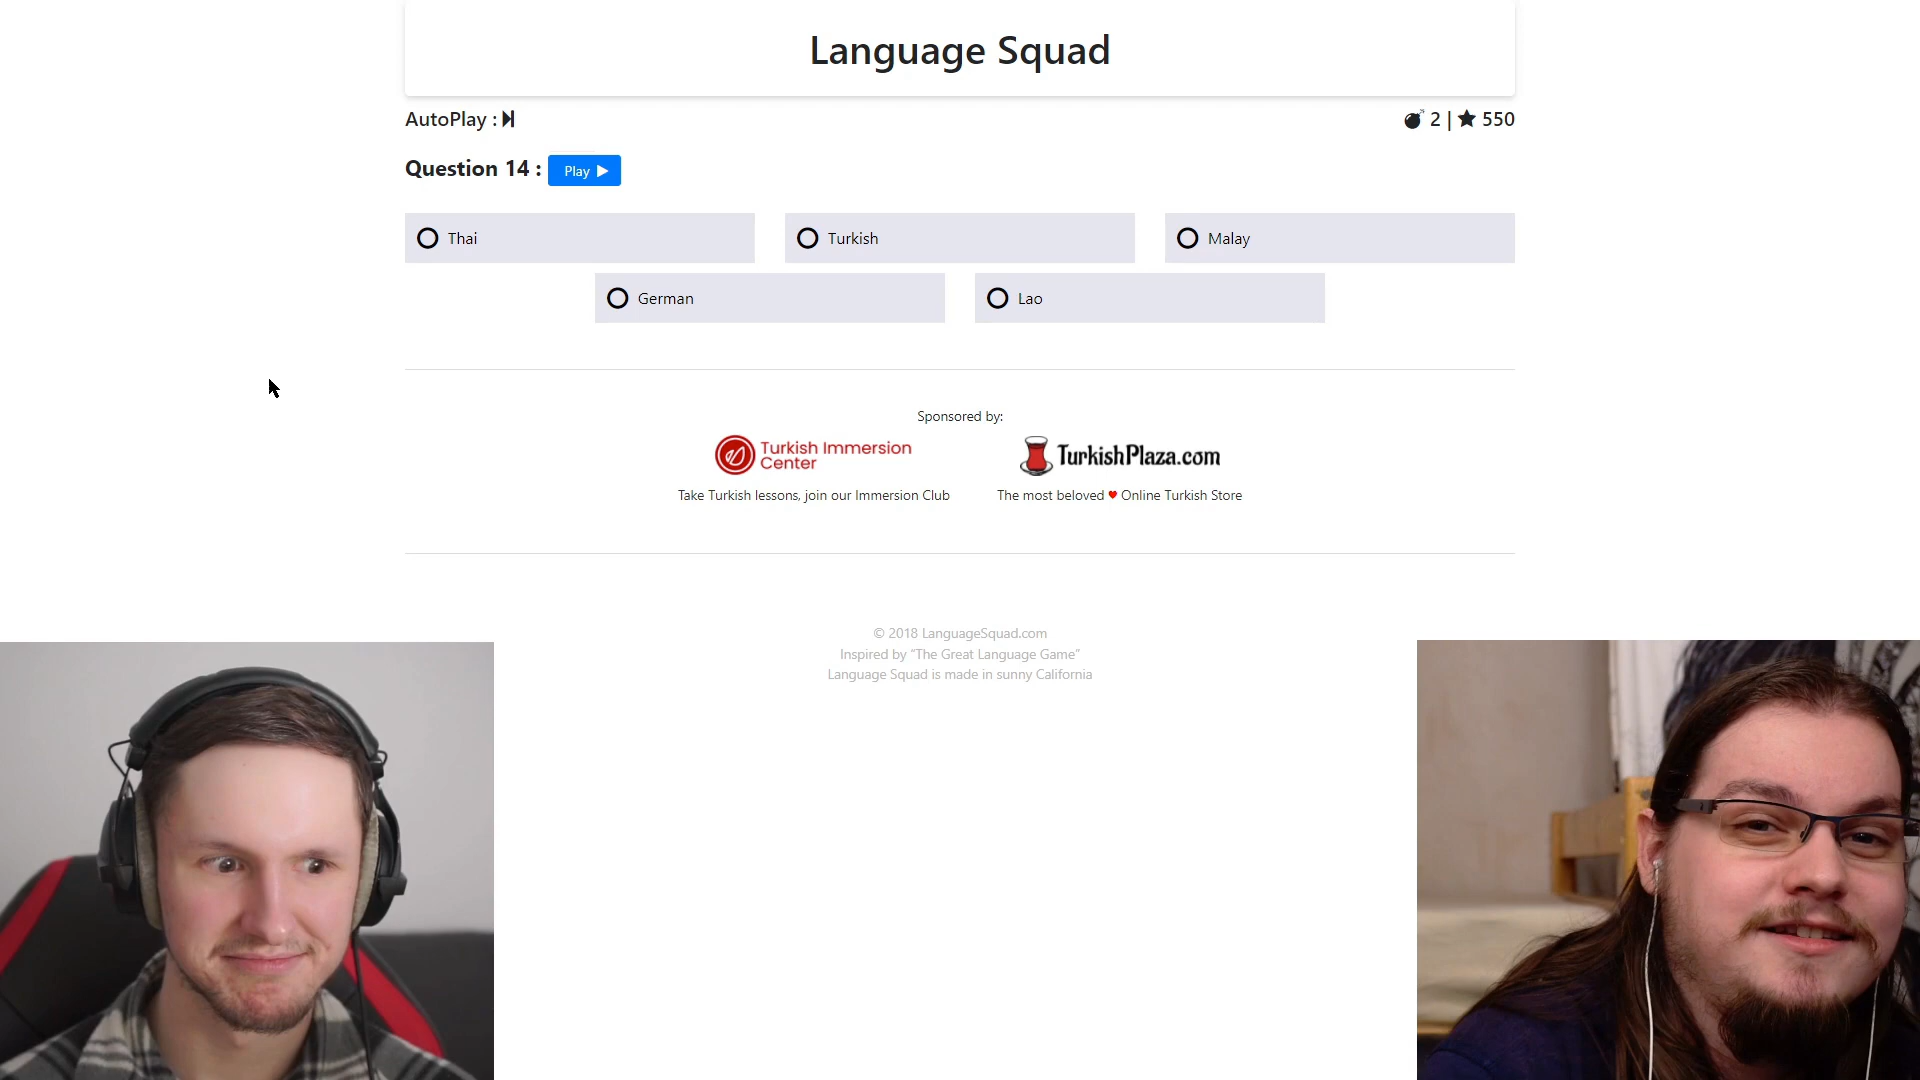 Language Squad
AutoPlay :
2 | ★ 550
Question 14 :
Play ▶
Thai
Turkish
Malay
German
Lao
Sponsored by:
Turkish Immersion
Center
TurkishPlaza.com
Take Turkish lessons, join our Immersion Club
The most beloved ♥ Online Turkish Store
© 2018 LanguageSquad.com
Inspired by "The Great Language Game"
Language Squad is made in sunny California